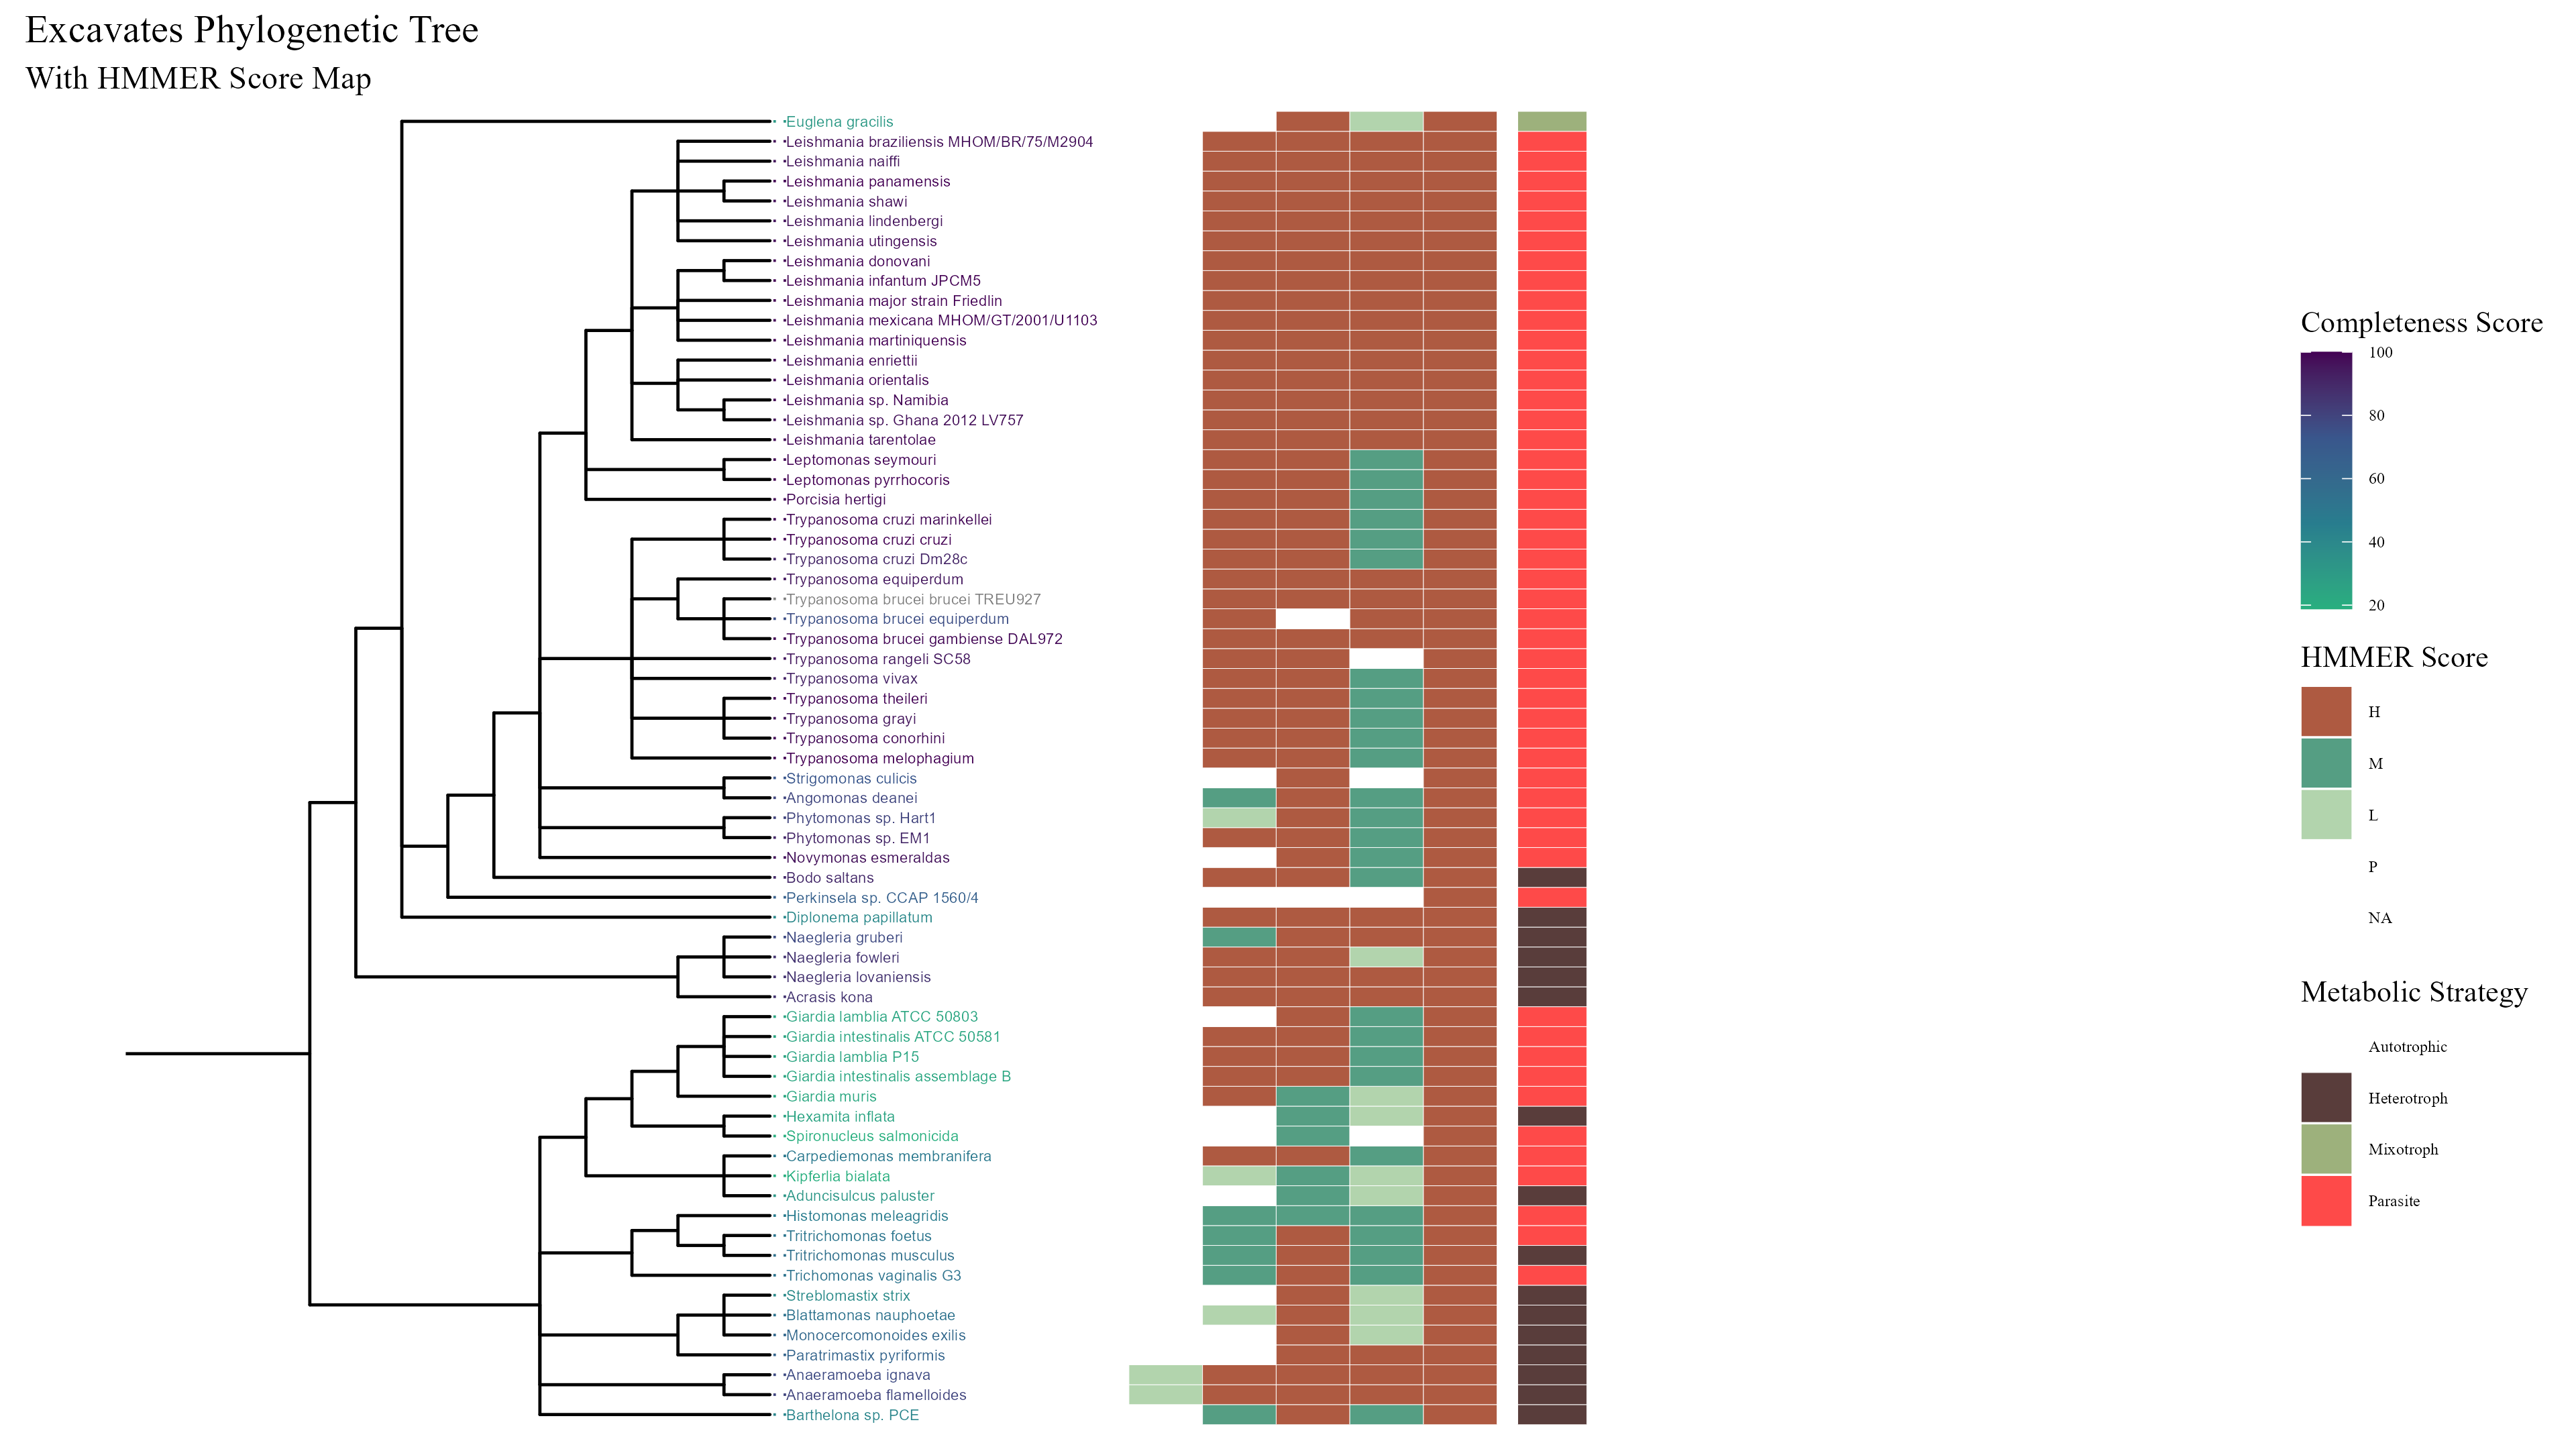 Excavates Phylogenetic Tree
With HMMER Score Map
Euglena gracilis
Leishmania braziliensis MHOM/BR/75/M2904
Leishmania naiffi
Leishmania panamensis
Leishmania shawi
Leishmania lindenbergi
Leishmania utingensis
Leishmania donovani
Leishmania infantum JPCM5
Leishmania major strain Friedlin
Leishmania mexicana MHOM/GT/2001/U1103
Leishmania martiniquensis
Leishmania enriettii
Leishmania orientalis
Leishmania sp. Namibia
Leishmania sp. Ghana 2012 LV757
Leishmania tarentolae
Leptomonas seymouri
Leptomonas pyrrhocoris
Porcisia hertigi
Trypanosoma cruzi marinkellei
Trypanosoma cruzi cruzi
Trypanosoma cruzi Dm28c
Trypanosoma equiperdum
Trypanosoma brucei brucei TREU927
Trypanosoma brucei equiperdum
Trypanosoma brucei gambiense DAL972
Trypanosoma rangeli SC58
Trypanosoma vivax
Trypanosoma theileri
Trypanosoma grayi
Trypanosoma conorhini
Trypanosoma melophagium
Strigomonas culicis
Angomonas deanei
Phytomonas sp. Hart1
Phytomonas sp. EM1
Novymonas esmeraldas
Bodo saltans
Perkinsela sp. CCAP 1560/4
Diplonema papillatum
Naegleria gruberi
Naegleria fowleri
Naegleria lovaniensis
Acrasis kona
Giardia lamblia ATCC 50803
Giardia intestinalis ATCC 50581
Giardia lamblia P15
Giardia intestinalis assemblage B
Giardia muris
Hexamita inflata
Spironucleus salmonicida
Carpediemonas membranifera
Kipferlia bialata
Aduncisulcus paluster
Histomonas meleagridis
Tritrichomonas foetus
Tritrichomonas musculus
Trichomonas vaginalis G3
Streblomastix strix
Blattamonas nauphoetae
Monocercomonoides exilis
Paratrimastix pyriformis
Anaeramoeba ignava
Anaeramoeba flamelloides
Barthelona sp. PCE
Completeness Score
100
80
60
40
20
HMMER Score
H
M
L
P
NA
Metabolic Strategy
Autotrophic
Heterotroph
Mixotroph
Parasite